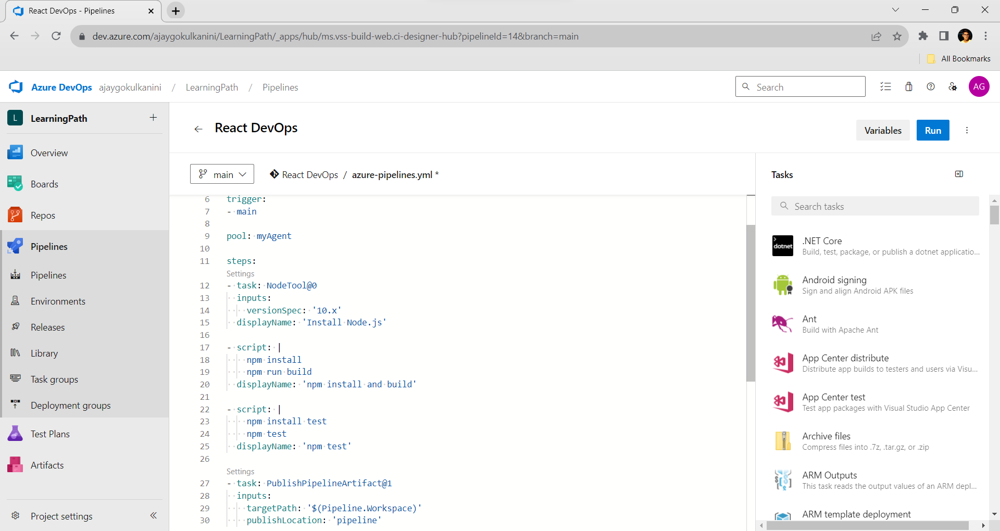 React DevOps - Pipelines
dev.azure.com/ajaygokulkanini/LearningPath/_apps/hub/ms.vss-build-web.ci-designer-hub?pipelineId=14&branch=main
All Bookmarks
Azure DevOps ajaygokulkanini / LearningPath / Pipelines
Search
AG
L LearningPath
Overview
Boards
Repos
Pipelines
Pipelines
Environments
Releases
Library
Task groups
Deployment groups
Test Plans
Artifacts
Project settings
React DevOps
Variables
Run
main
React DevOps / azure-pipelines.yml *
6 trigger:
7 - main
8
9 pool: myAgent
10
11 steps:
Settings
12 - task: NodeTool@0
13 inputs:
14 versionSpec: '10.x'
15 displayName: 'Install Node.js'
16
17 - script: |
18 npm install
19 npm run build
20 displayName: 'npm install and build'
21
22 - script: |
23 npm install test
24 npm test
25 displayName: 'npm test'
26
Settings
27 - task: PublishPipelineArtifact@1
28 inputs:
29 targetPath: '$(Pipeline.Workspace)'
30 publishLocation: 'pipeline'
Tasks
Search tasks
dotnet
.NET Core
Build, test, package, or publish a dotnet applicatio...
Android signing
Sign and align Android APK files
Ant
Build with Apache Ant
App Center distribute
Distribute app builds to testers and users via Visu...
App Center test
Test app packages with Visual Studio App Center
Archive files
Compress files into .7z, .tar.gz, or .zip
ARM Outputs
This task reads the output values of an ARM depl...
ARM template deployment